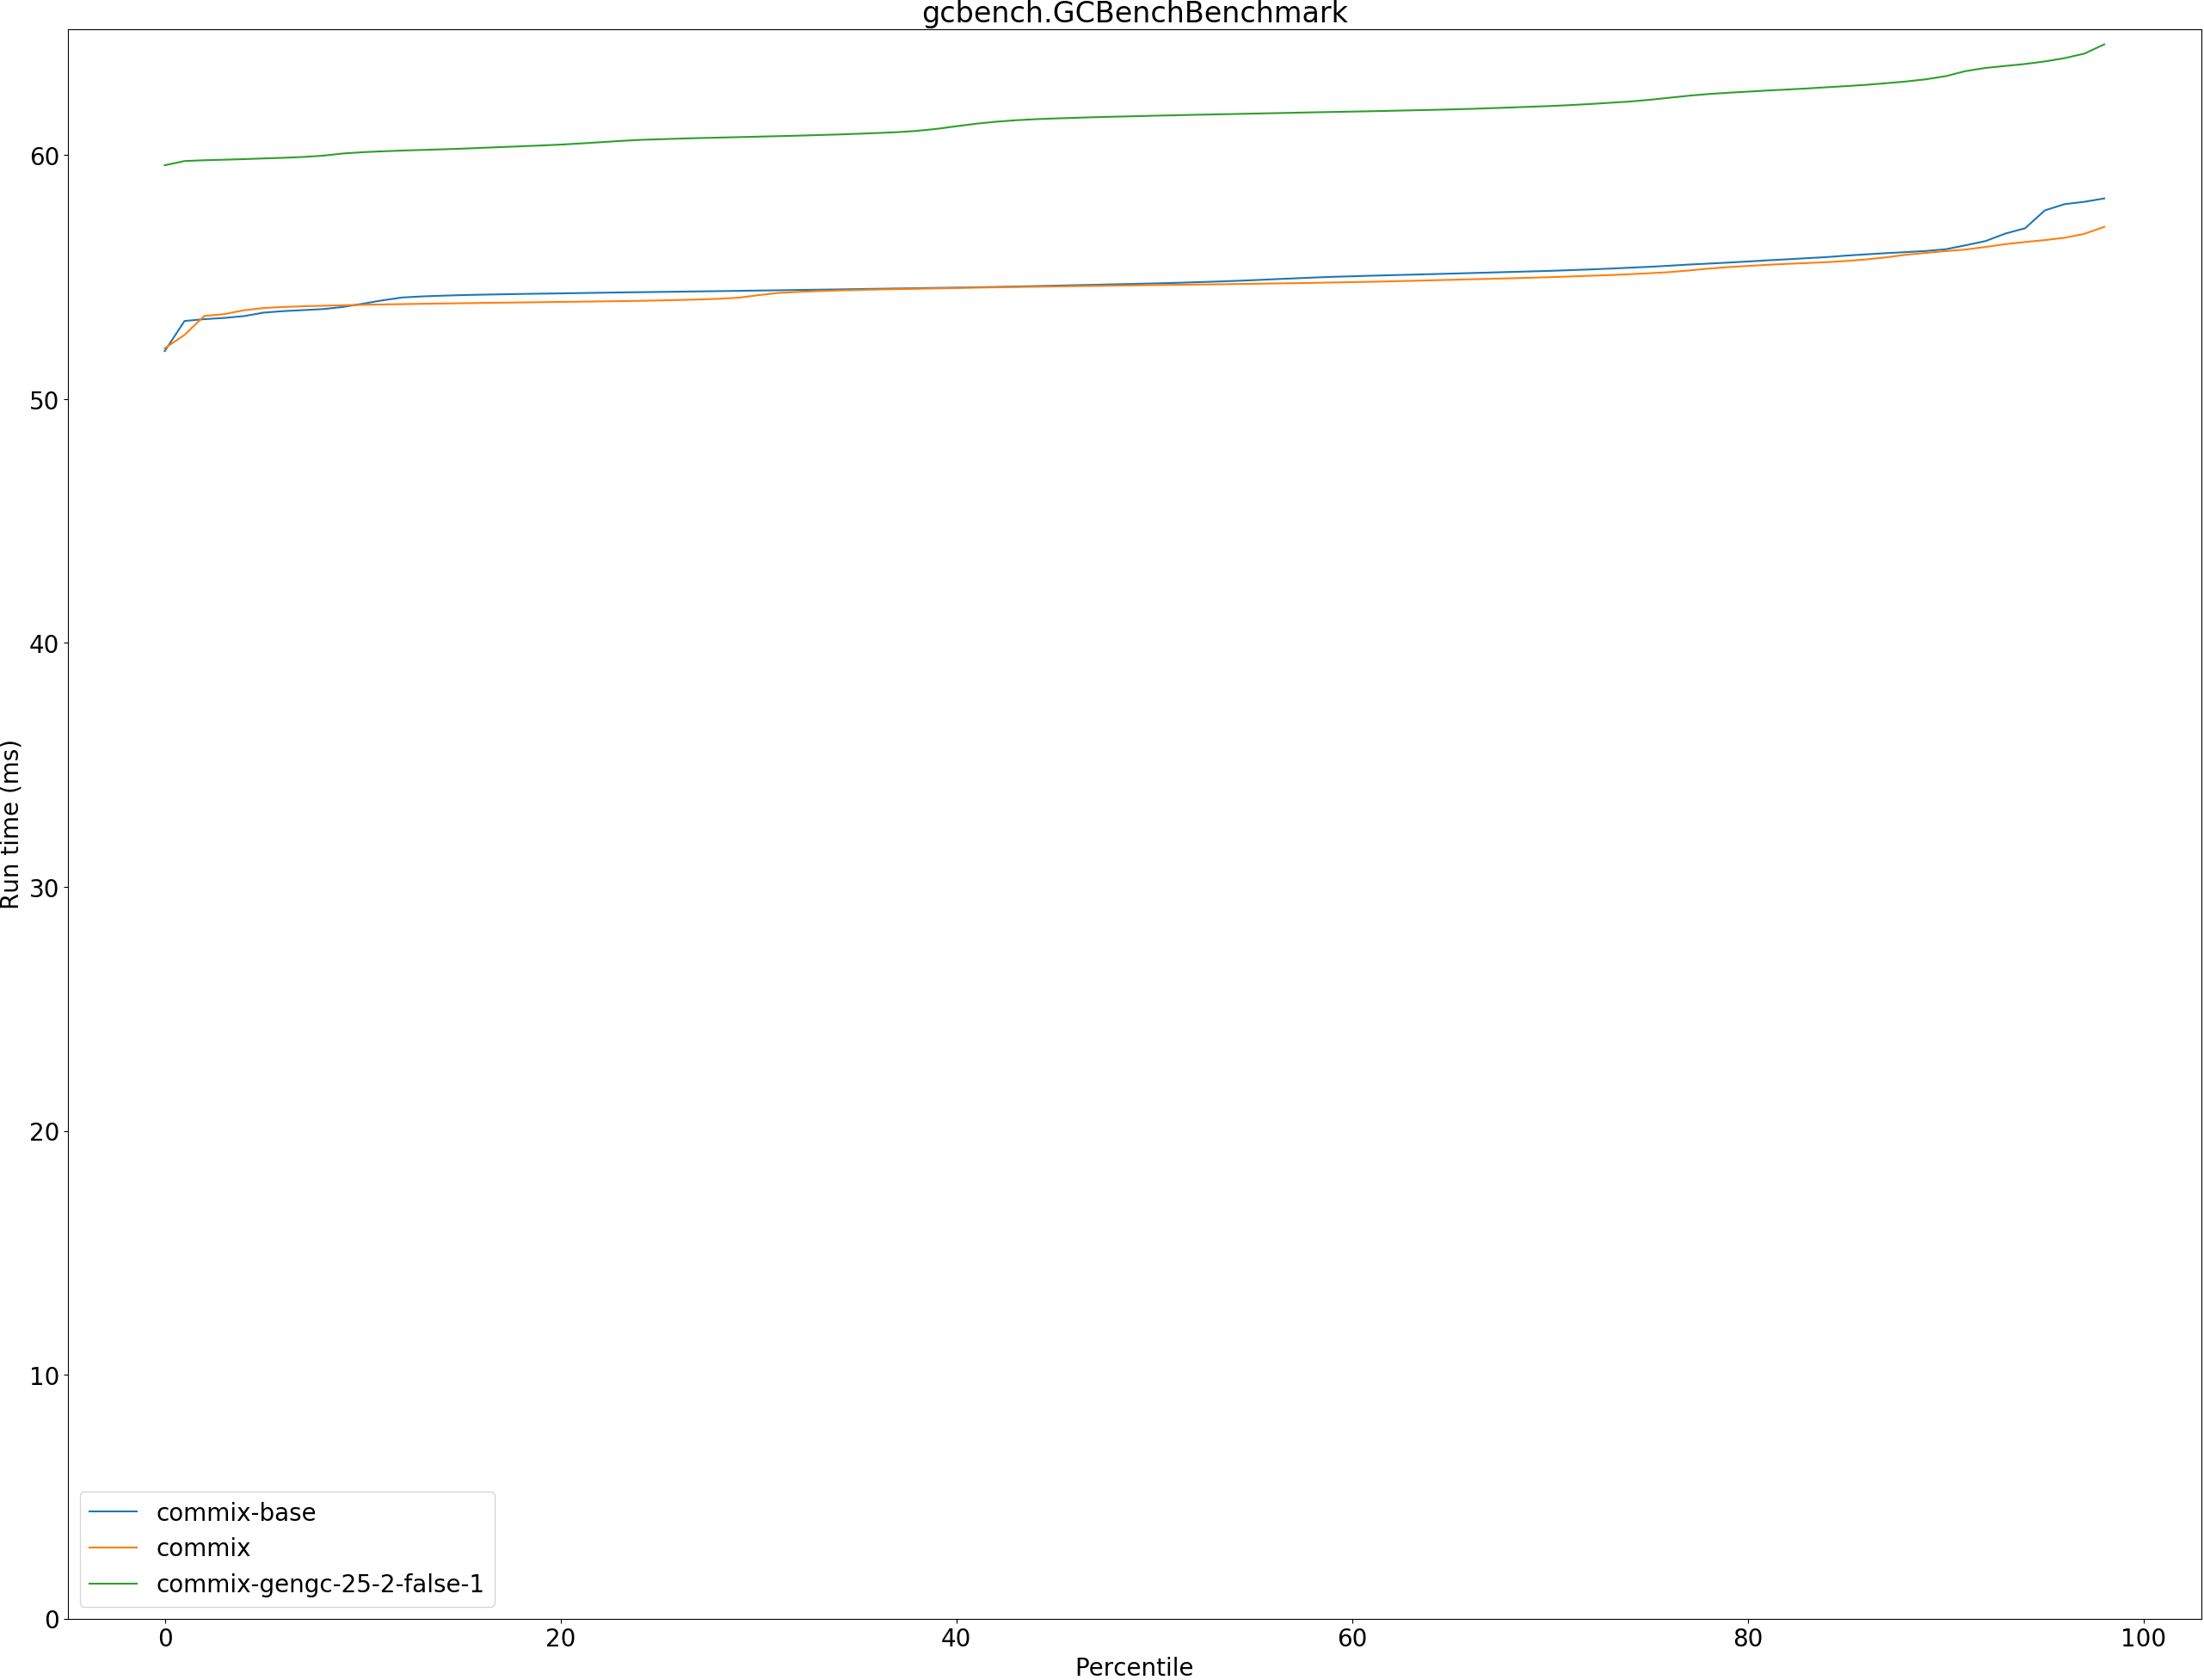 gcbench.GCBenchBenchmark
Run time (ms)
60
50
40
30
20
10
0
commix-base
commix
commix-gengc-25-2-false-1
0 20 40 60 80 100
Percentile